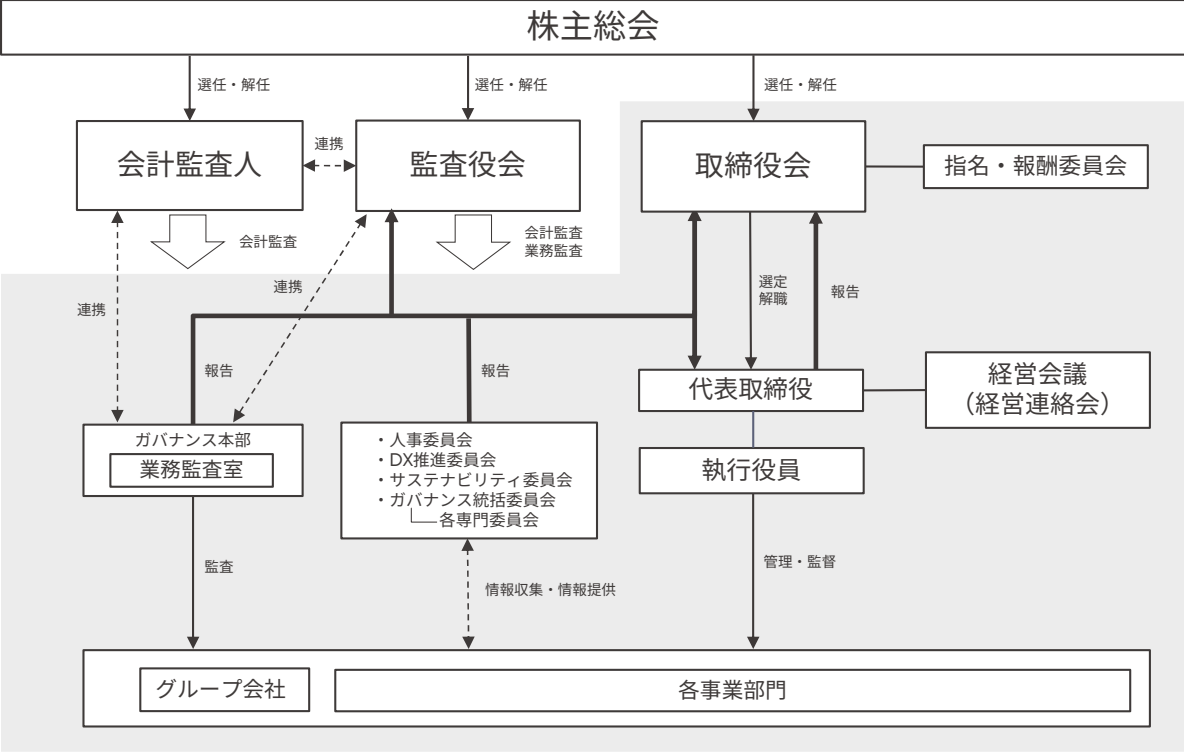 株主総会
選任・解任
選任・解任
選任・解任
会計監査人
連携
監査役会
取締役会
指名・報酬委員会
会計監査
会計監査
業務監査
連携
連携
選定
解職
報告
報告
報告
代表取締役
経営会議
（経営連絡会）
ガバナンス本部
業務監査室
・人事委員会
・DX推進委員会
・サステナビリティ委員会
・ガバナンス統括委員会
各専門委員会
執行役員
監査
情報収集・情報提供
管理・監督
グループ会社
各事業部門